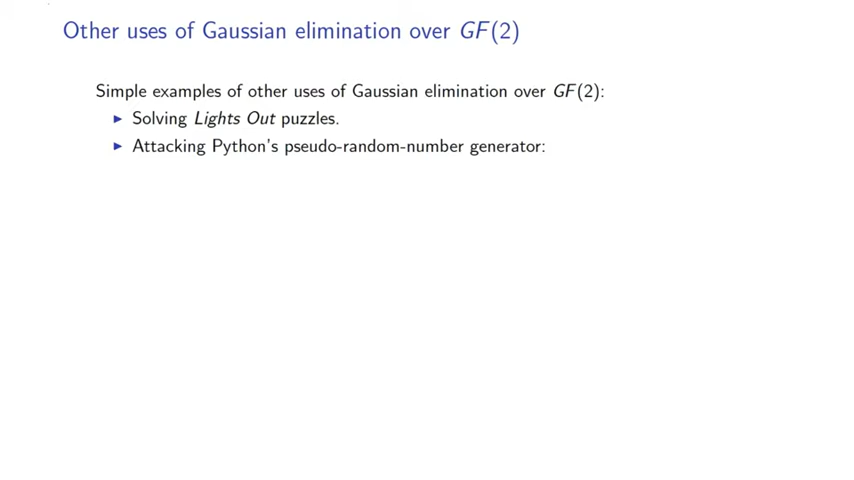 Other uses of Gaussian elimination over GF(2)
Simple examples of other uses of Gaussian elimination over GF(2):
▶ Solving Lights Out puzzles.
▶ Attacking Python's pseudo-random-number generator: